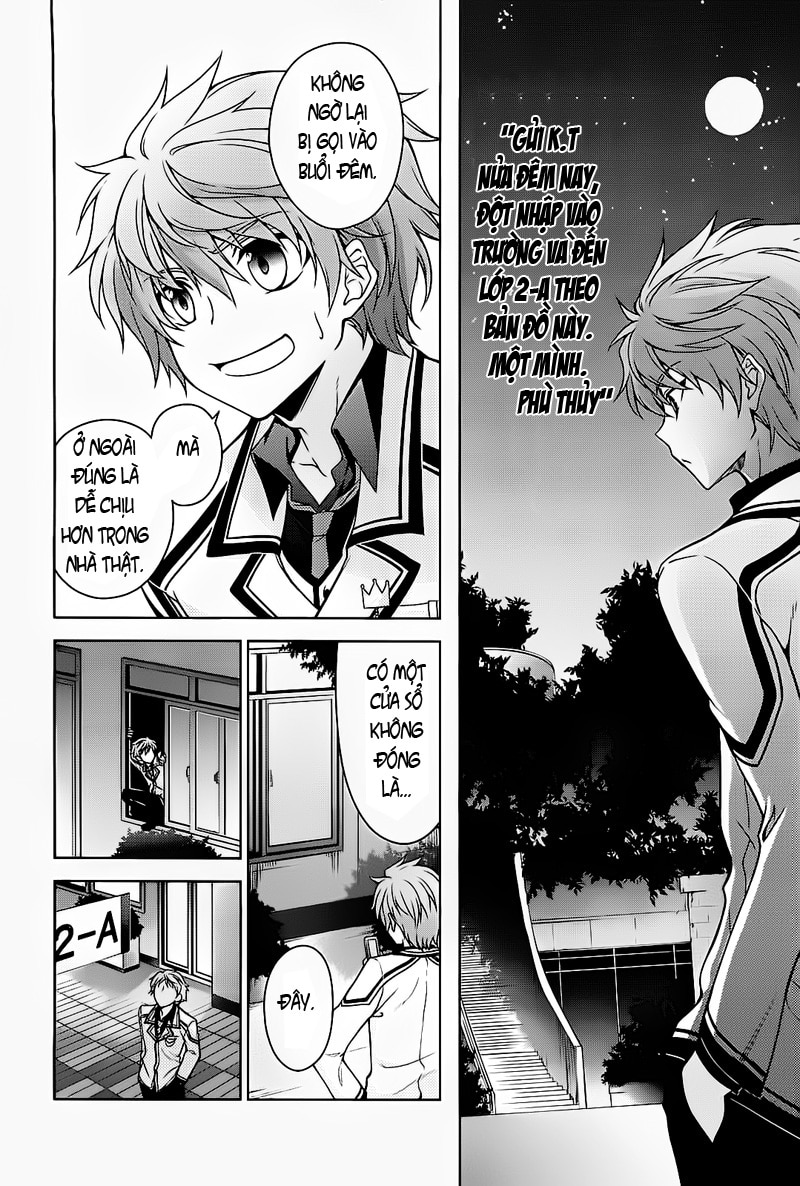 "GỬI K.T
NỬA ĐÊM NAY,
ĐỘT NHẬP VÀO
TRƯỜNG VÀ ĐẾN
LỚP 2-A THEO
BẢN ĐỒ NÀY.
MỘT MÌNH.
PHÙ THỦY"
KHÔNG
NGỜ LẠI
BỊ GỌI VÀO
BUỔI ĐÊM.
MÀ
Ở NGOÀI
ĐÚNG LÀ
DỄ CHỊU
HƠN TRONG
NHÀ THẬT.
CÓ MỘT
CỬA SỔ
KHÔNG
ĐÓNG
LÀ...
ĐÂY.
2-A